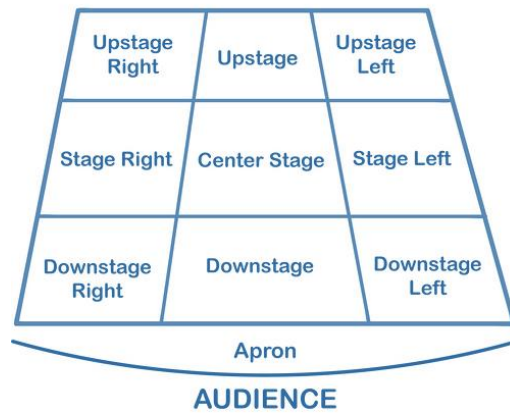 Upstage
Right
Upstage
Upstage
Left
Stage Right
Center Stage
Stage Left
Downstage
Right
Downstage
Downstage
Left
Apron
AUDIENCE